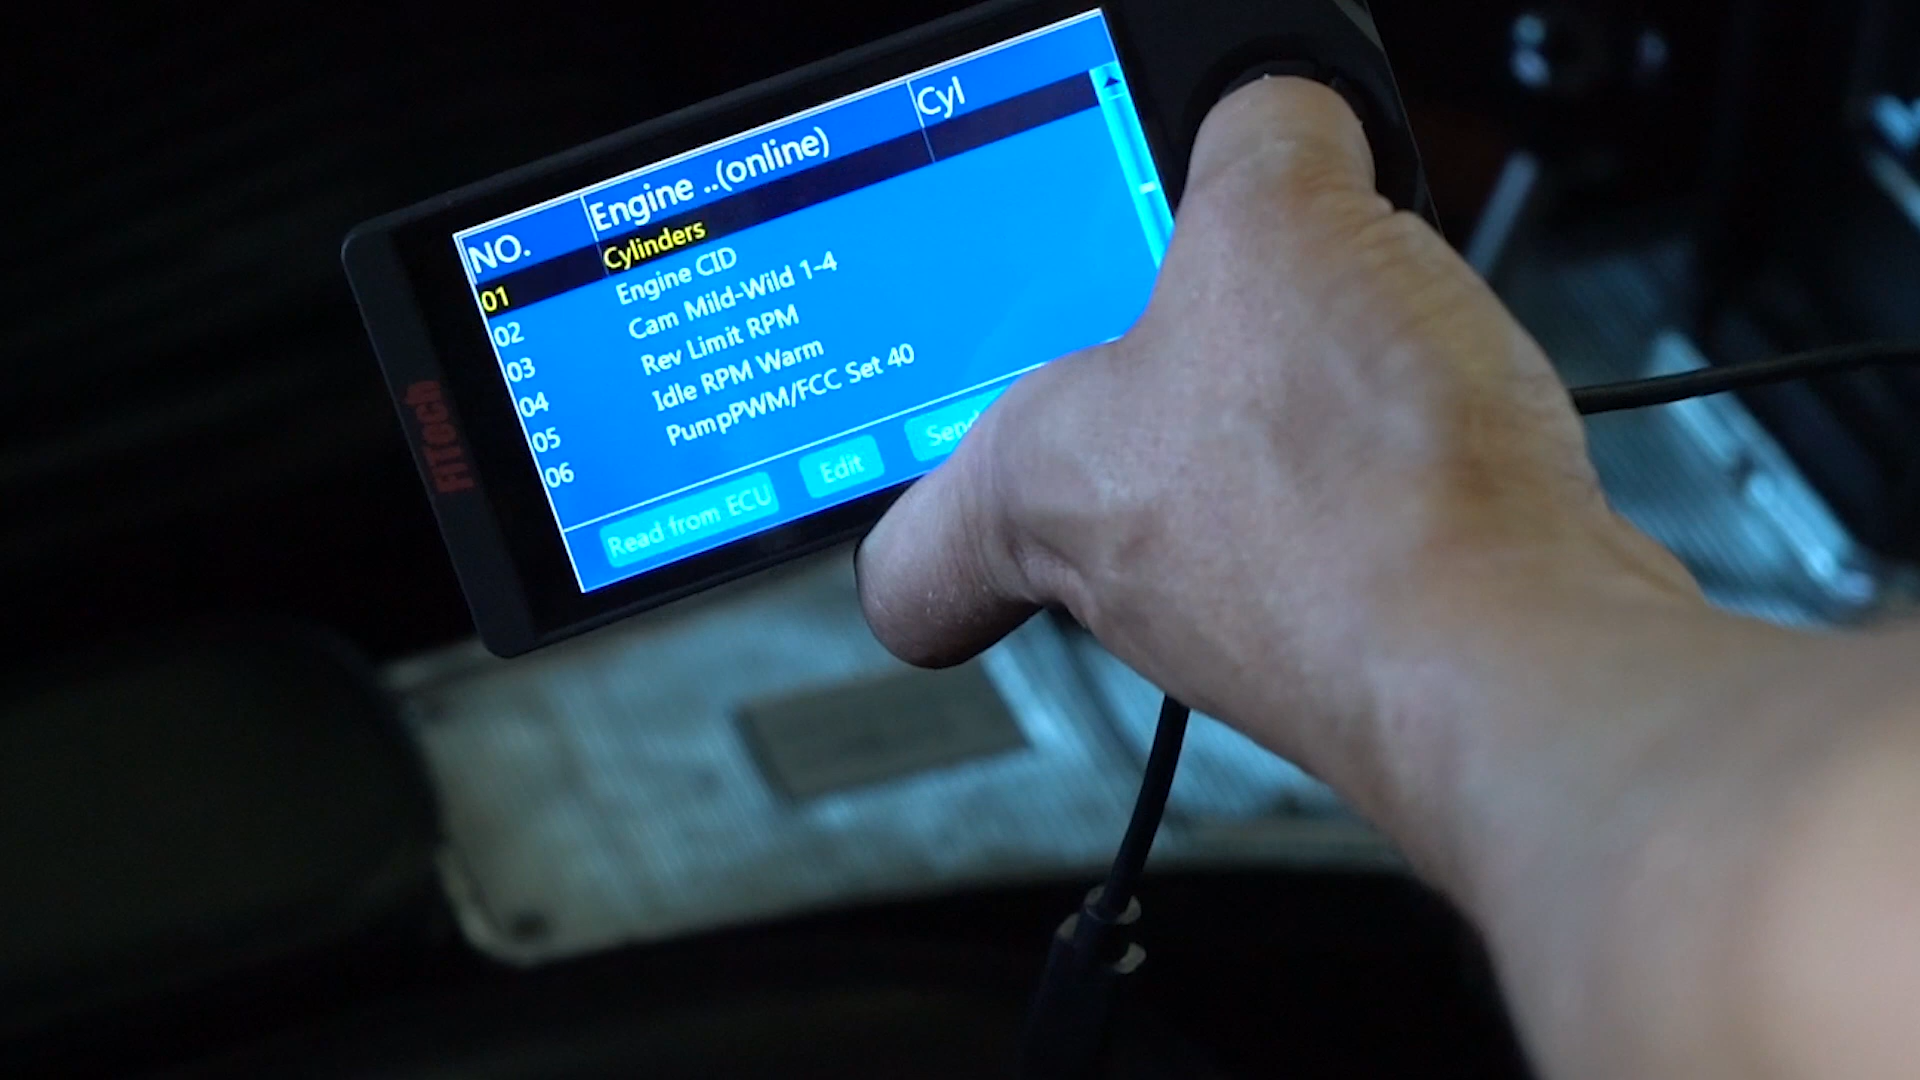 NO. Engine ..(online) Cyl
01 Cylinders
02 Engine CID
03 Cam Mild-Wild 1-4
04 Rev Limit RPM
05 Idle RPM Warm
06 PumpPWM/FCC Set 40
Read from ECU Edit Send
FiTech